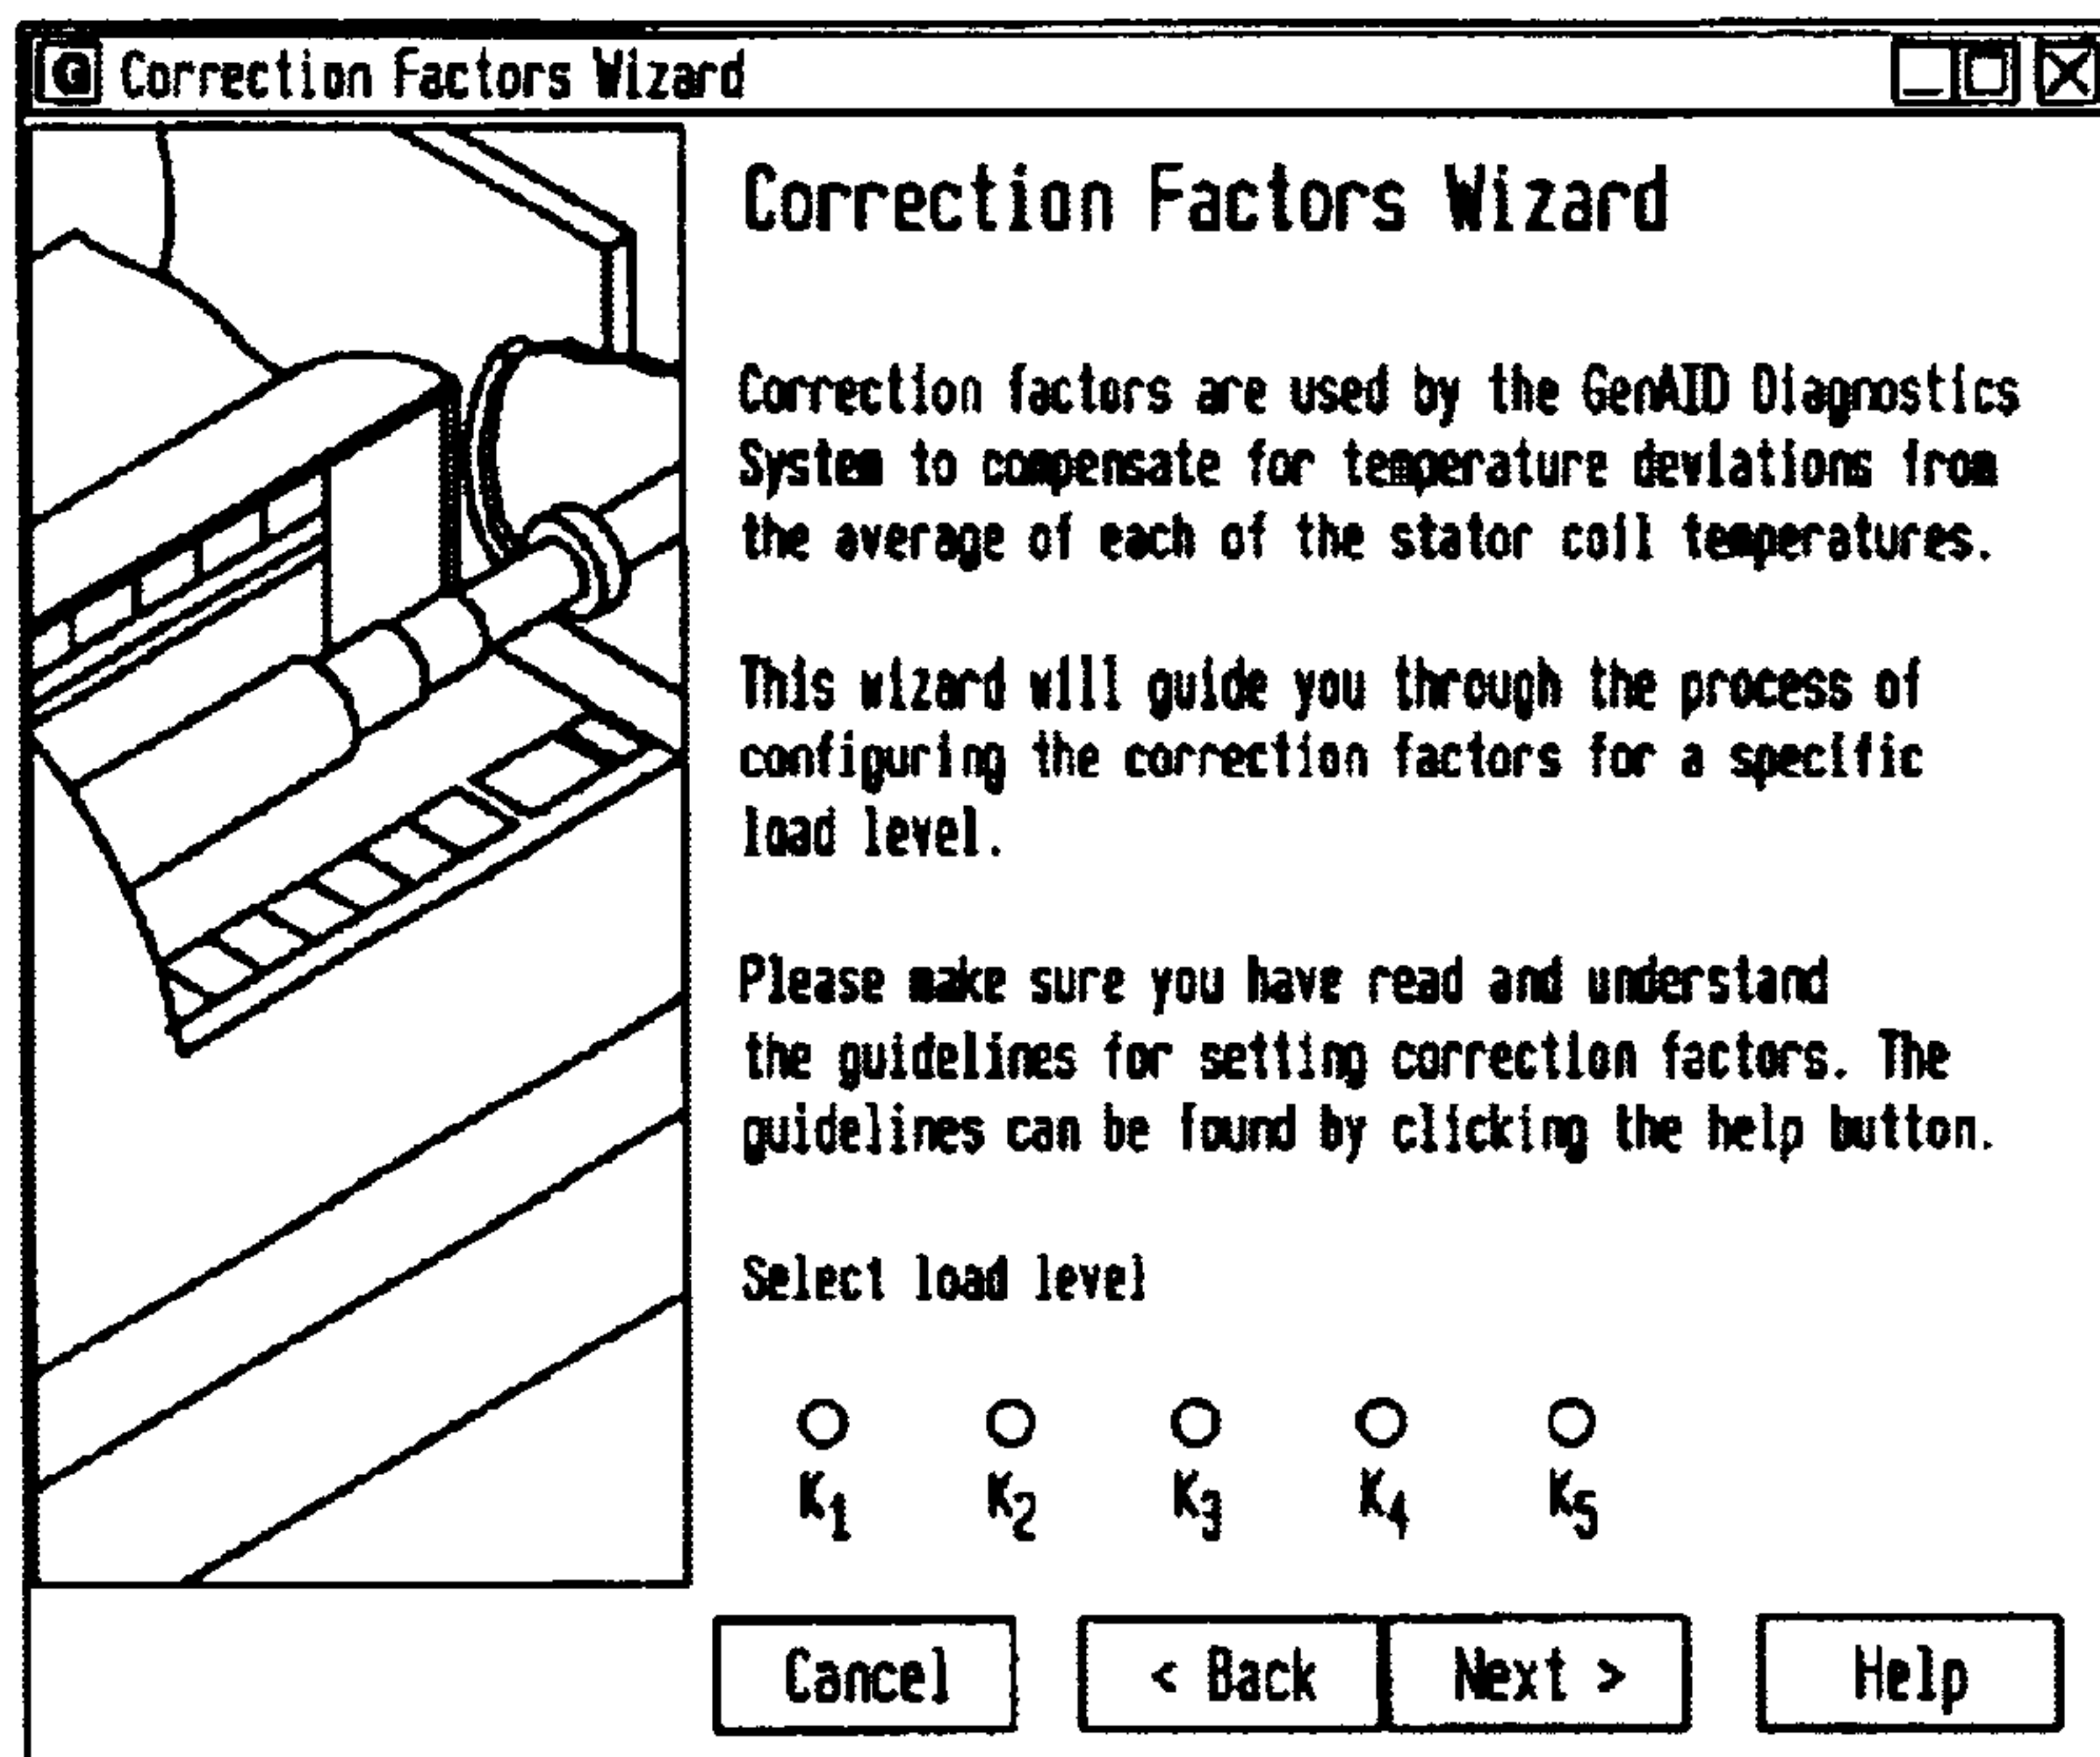 G Correction Factors Wizard
Correction Factors Wizard
Correction factors are used by the GenAID Diagnostics
System to compensate for temperature deviations from
the average of each of the stator coil temperatures.
This wizard will guide you through the process of
configuring the correction factors for a specific
load level.
Please make sure you have read and understand
the guidelines for setting correction factors. The
guidelines can be found by clicking the help button.
Select load level
K1 K2 K3 K4 K5
Cancel < Back Next > Help